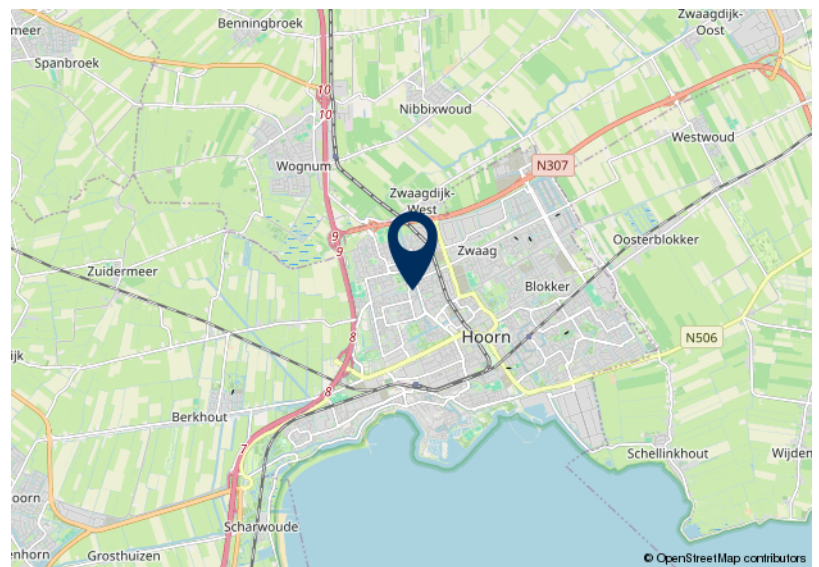 Zwaagdijk-
Oost
meer
Benningbroek
Spanbroek
10
10
Nibbixwoud
Westwoud
Wognum
N307
Zwaagdijk-
West
9
9
Zwaag
Oosterblokker
Zuidermeer
Blokker
Hoorn
N506
8
ijk
8
Berkhout
7
Schellinkhout
Wijden
oorn
Scharwoude
enhorn
Grosthuizen
© OpenStreetMap contributors